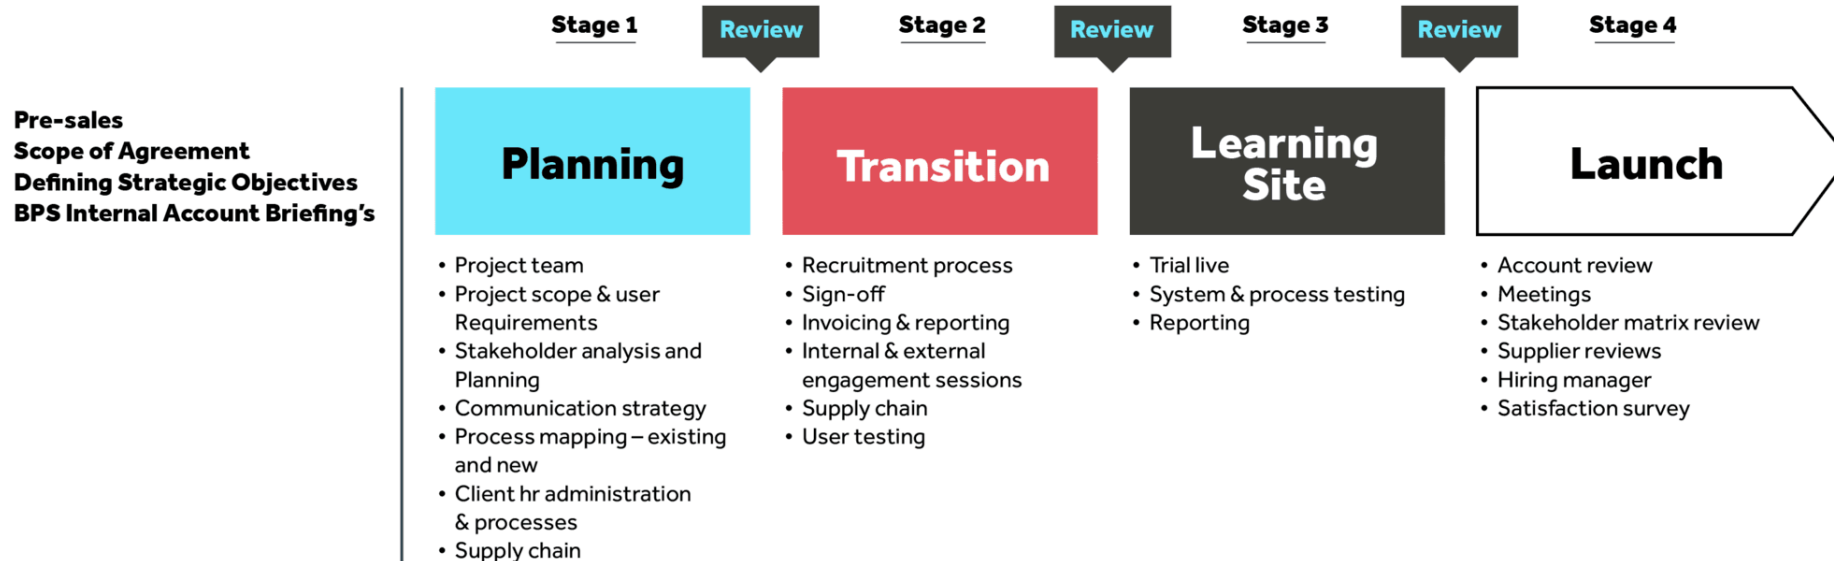 Stage 1
Review
Stage 2
Review
Stage 3
Review
Stage 4
Pre-sales
Scope of Agreement
Defining Strategic Objectives
BPS Internal Account Briefing's
Planning
Transition
Learning
Site
Launch
• Project team
• Project scope & user
Requirements
• Stakeholder analysis and
Planning
• Communication strategy
• Process mapping – existing
and new
• Client hr administration
& processes
• Supply chain
• Recruitment process
• Sign-off
• Invoicing & reporting
• Internal & external
engagement sessions
• Supply chain
• User testing
• Trial live
• System & process testing
• Reporting
• Account review
• Meetings
• Stakeholder matrix review
• Supplier reviews
• Hiring manager
• Satisfaction survey